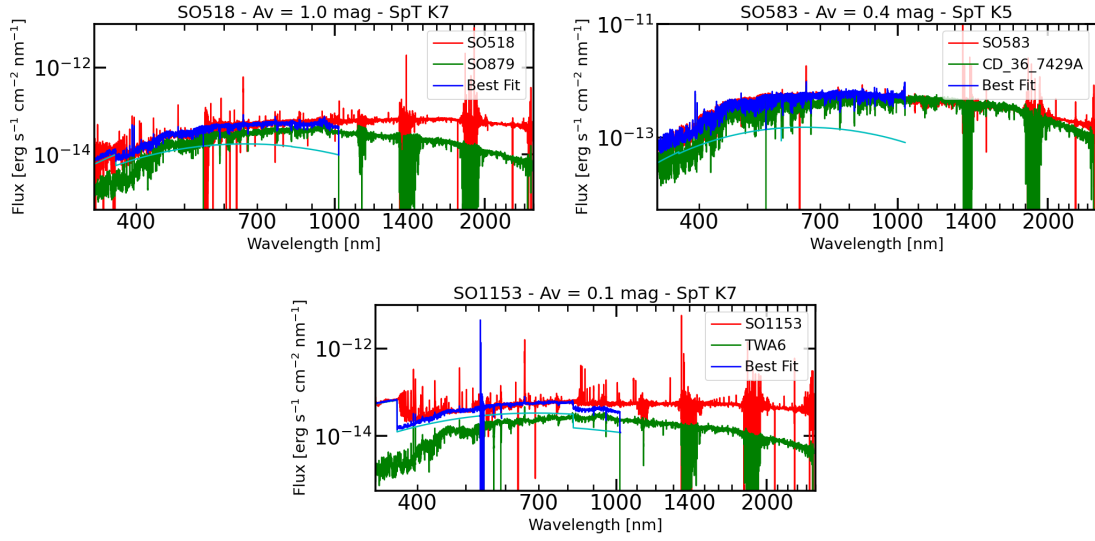 SO518 - Av = 1.0 mag - SpT K7
Flux [erg s⁻¹ cm⁻² nm⁻¹]
10⁻¹²
10⁻¹⁴
SO518
SO879
Best Fit
400 700 1000 1400 2000
Wavelength [nm]
SO583 - Av = 0.4 mag - SpT K5
Flux [erg s⁻¹ cm⁻² nm⁻¹]
10⁻¹¹
10⁻¹³
SO583
CD_36_7429A
Best Fit
400 700 1000 1400 2000
Wavelength [nm]
SO1153 - Av = 0.1 mag - SpT K7
Flux [erg s⁻¹ cm⁻² nm⁻¹]
10⁻¹²
10⁻¹⁴
SO1153
TWA6
Best Fit
400 700 1000 1400 2000
Wavelength [nm]